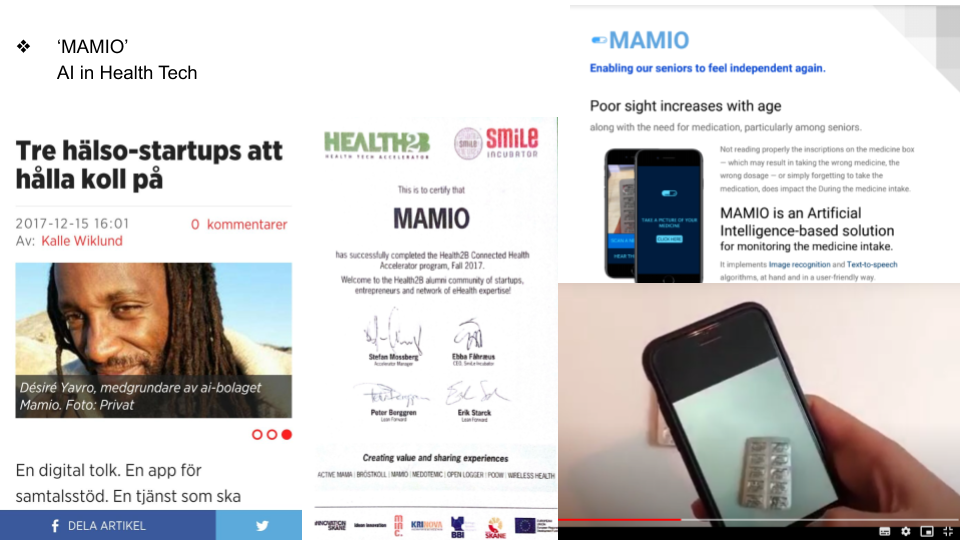 ❖ ‘MAMIO’
AI in Health Tech
Tre hälso-startups att
hålla koll på
2017-12-15 16:01
0 kommentarer
Av: Kalle Wiklund
Désiré Yavro, medgrundare av ai-bolaget
Mamio. Foto: Privat
En digital tolk. En app för
samtalsstöd. En tjänst som ska
DELA ARTIKEL
HEALTH2B
HEALTH TECH ACCELERATOR
SMiLE
SMiLE
INCUBATOR
This is to certify that
MAMIO
has successfully completed the Health2B Connected Health
Accelerator program, Fall 2017.
Welcome to the Health2B alumni community of startups,
entrepreneurs and network of eHealth expertise!
Stefan Mossberg
Accelerator Manager
Ebba Fåhræus
CEO, SmiLe Incubator
Peter Berggren
Lean Forward
Erik Starck
Lean Forward
Creating value and sharing experiences
ACTIVE MAMA | BRÖSTKOLL | MAMIO | MEDOTEMIC | OPEN LOGGER | POOW | WIRELESS HEALTH
#INNOVATION
SKANE
minc.
KRINOVA
BBI
SKÅNE
MAMIO
Enabling our seniors to feel independent again.
Poor sight increases with age
along with the need for medication, particularly among seniors.
Not reading properly the inscriptions on the medicine box
— which may result in taking the wrong medicine, the
wrong dosage — or simply forgetting to take the
medication, does impact the During the medicine intake.
MAMIO is an Artificial
Intelligence-based solution
for monitoring the medicine intake.
It implements Image recognition and Text-to-speech
algorithms, at hand and in a user-friendly way.
TAKE A PICTURE OF YOUR
MEDICINE
CLICK HERE